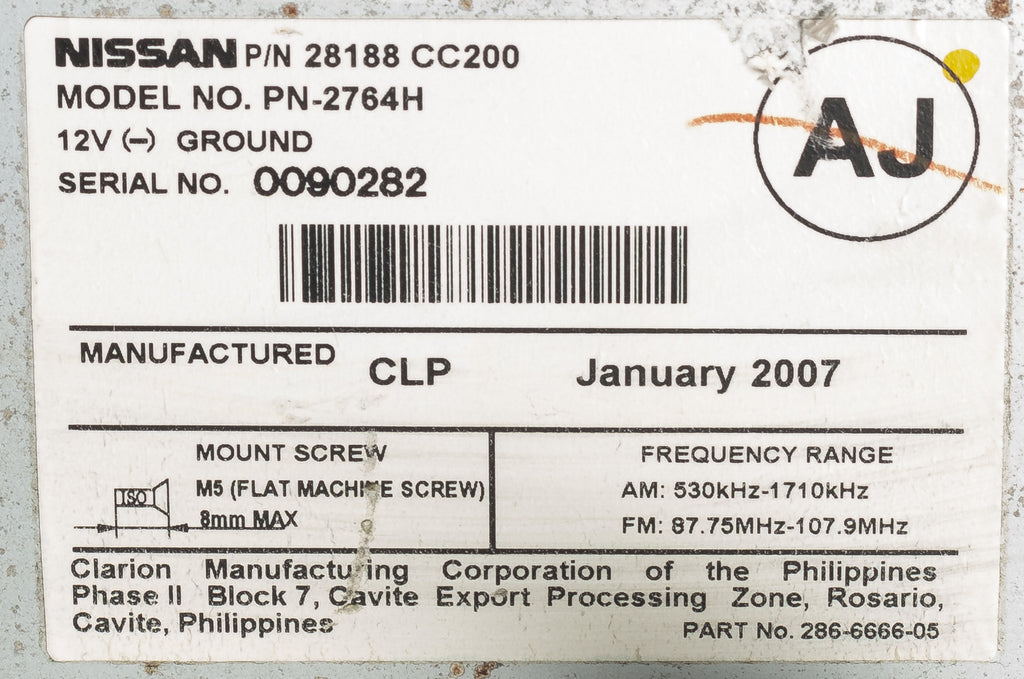 NISSAN P/N 28188 CC200
MODEL NO. PN-2764H
12V (–) GROUND
SERIAL NO. 0090282
AJ
MANUFACTURED CLP January 2007
MOUNT SCREW
ISO
M5 (FLAT MACHINE SCREW)
8mm MAX
FREQUENCY RANGE
AM: 530kHz-1710kHz
FM: 87.75MHz-107.9MHz
Clarion Manufacturing Corporation of the Philippines
Phase II Block 7, Cavite Export Processing Zone, Rosario,
Cavite, Philippines
PART No. 286-6666-05